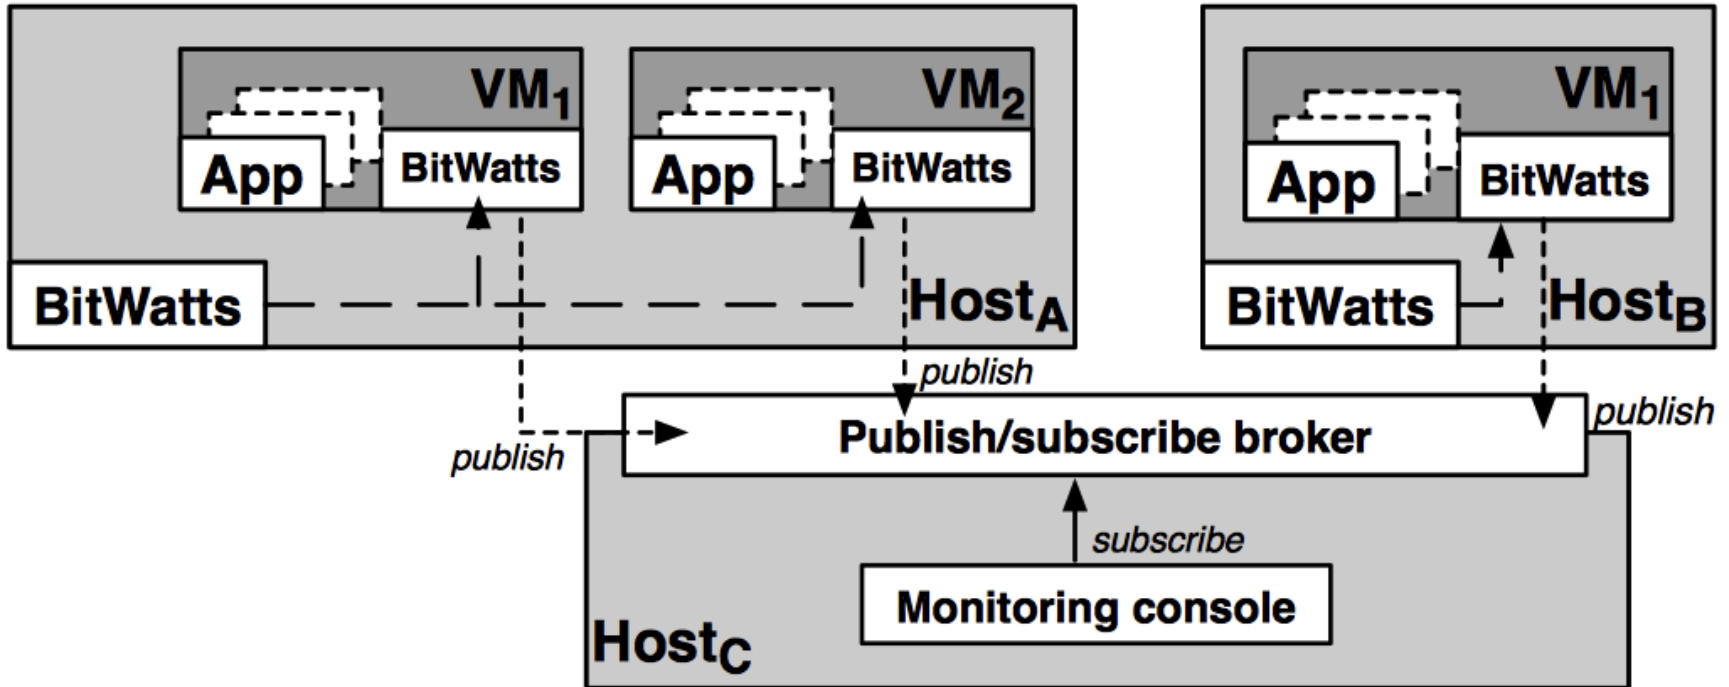 VM1
App
BitWatts
VM2
App
BitWatts
BitWatts
HostA
VM1
App
BitWatts
BitWatts
HostB
publish
publish
publish
Publish/subscribe broker
subscribe
Monitoring console
HostC